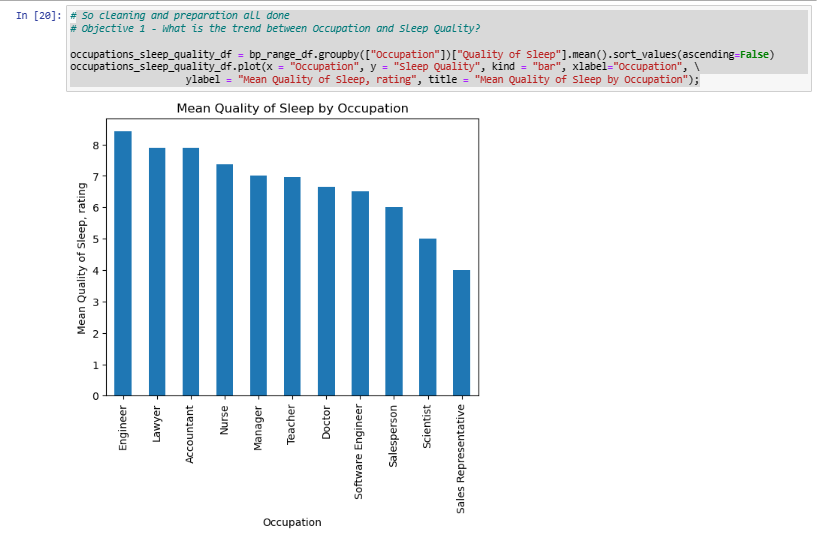 In [20]: # So cleaning and preparation all done
# Objective 1 - What is the trend between Occupation and Sleep Quality?
occupations_sleep_quality_df = bp_range_df.groupby(["Occupation"])["Quality of Sleep"].mean().sort_values(ascending=False)
occupations_sleep_quality_df.plot(x = "Occupation", y = "Sleep Quality", kind = "bar", xlabel="Occupation", \
ylabel = "Mean Quality of Sleep, rating", title = "Mean Quality of Sleep by Occupation");
Mean Quality of Sleep by Occupation
Mean Quality of Sleep, rating
8
7
6
5
4
3
2
1
0
Engineer
Lawyer
Accountant
Nurse
Manager
Teacher
Doctor
Software Engineer
Salesperson
Scientist
Sales Representative
Occupation